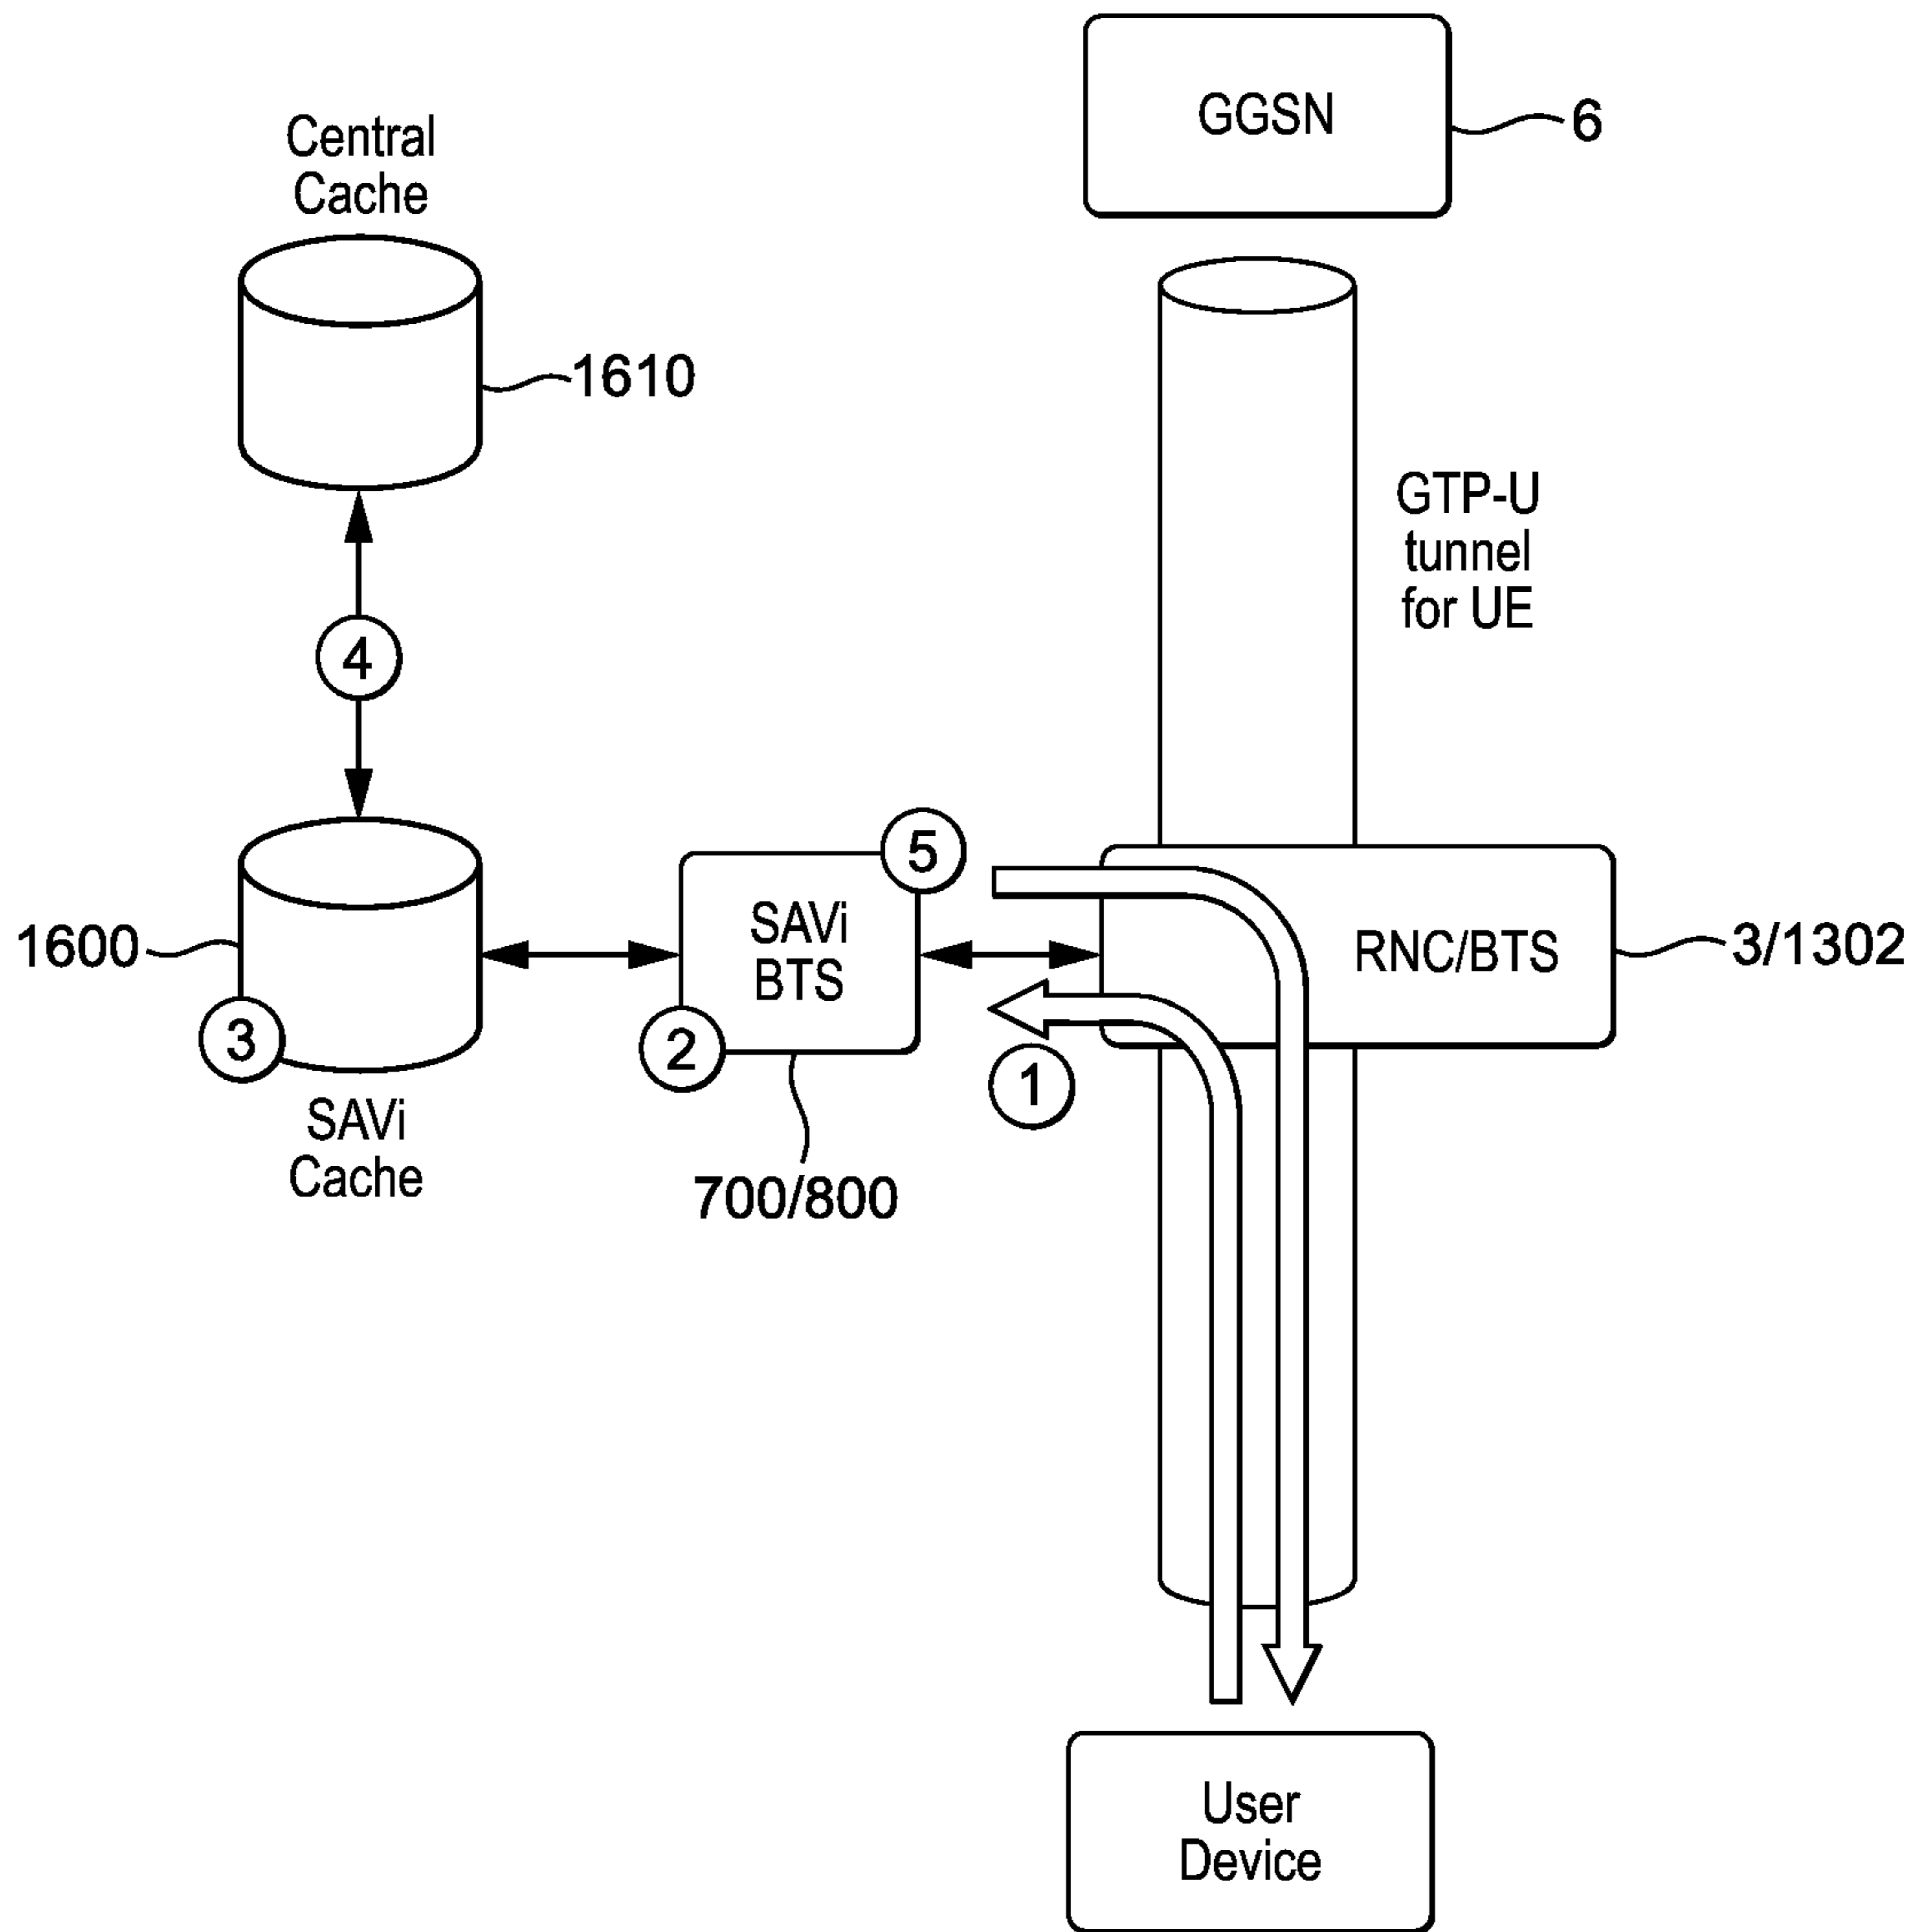 GGSN
6
Central
Cache
1610
GTP-U
tunnel
for UE
4
5
SAVi
BTS
1600
RNC/BTS
3/1302
3
2
1
SAVi
Cache
700/800
User
Device